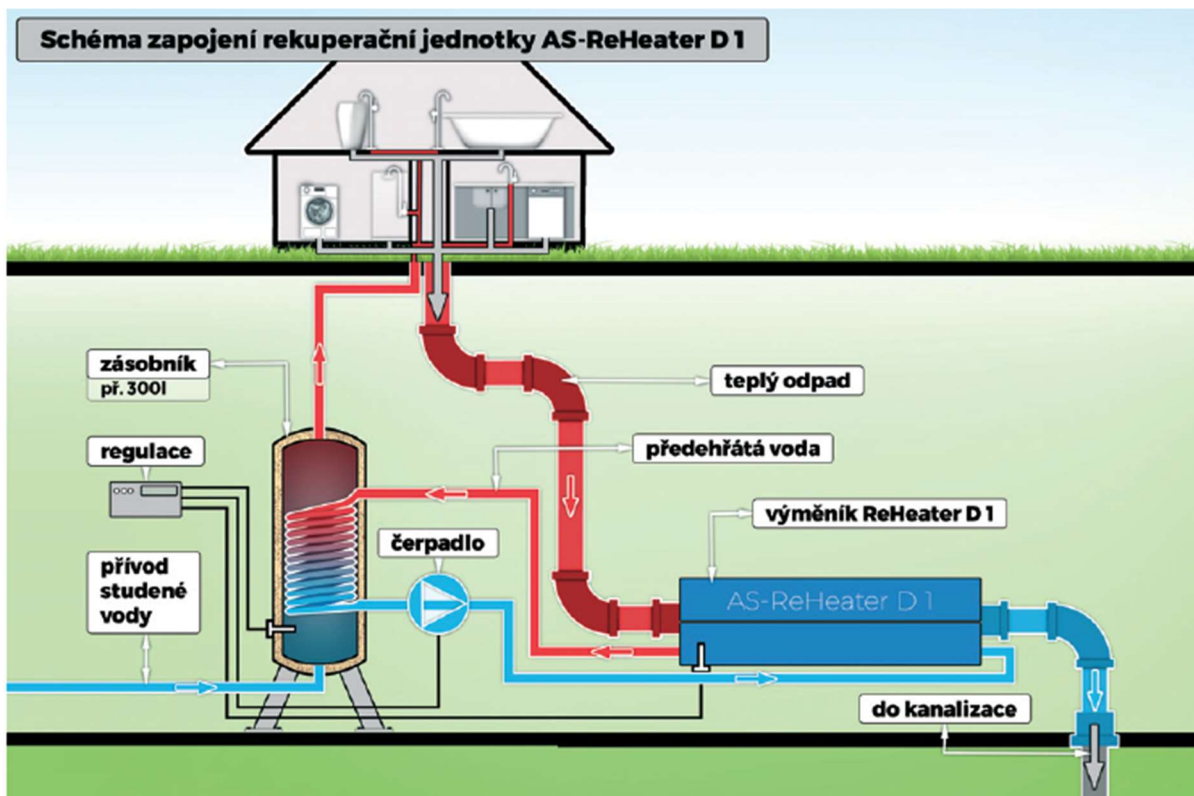 Schéma zapojení rekuperační jednotky AS-ReHeater D 1
zásobník
př. 300l
teplý odpad
regulace
předehřátá voda
výměník ReHeater D 1
čerpadlo
přívod
studené
vody
AS-ReHeater D 1
do kanalizace